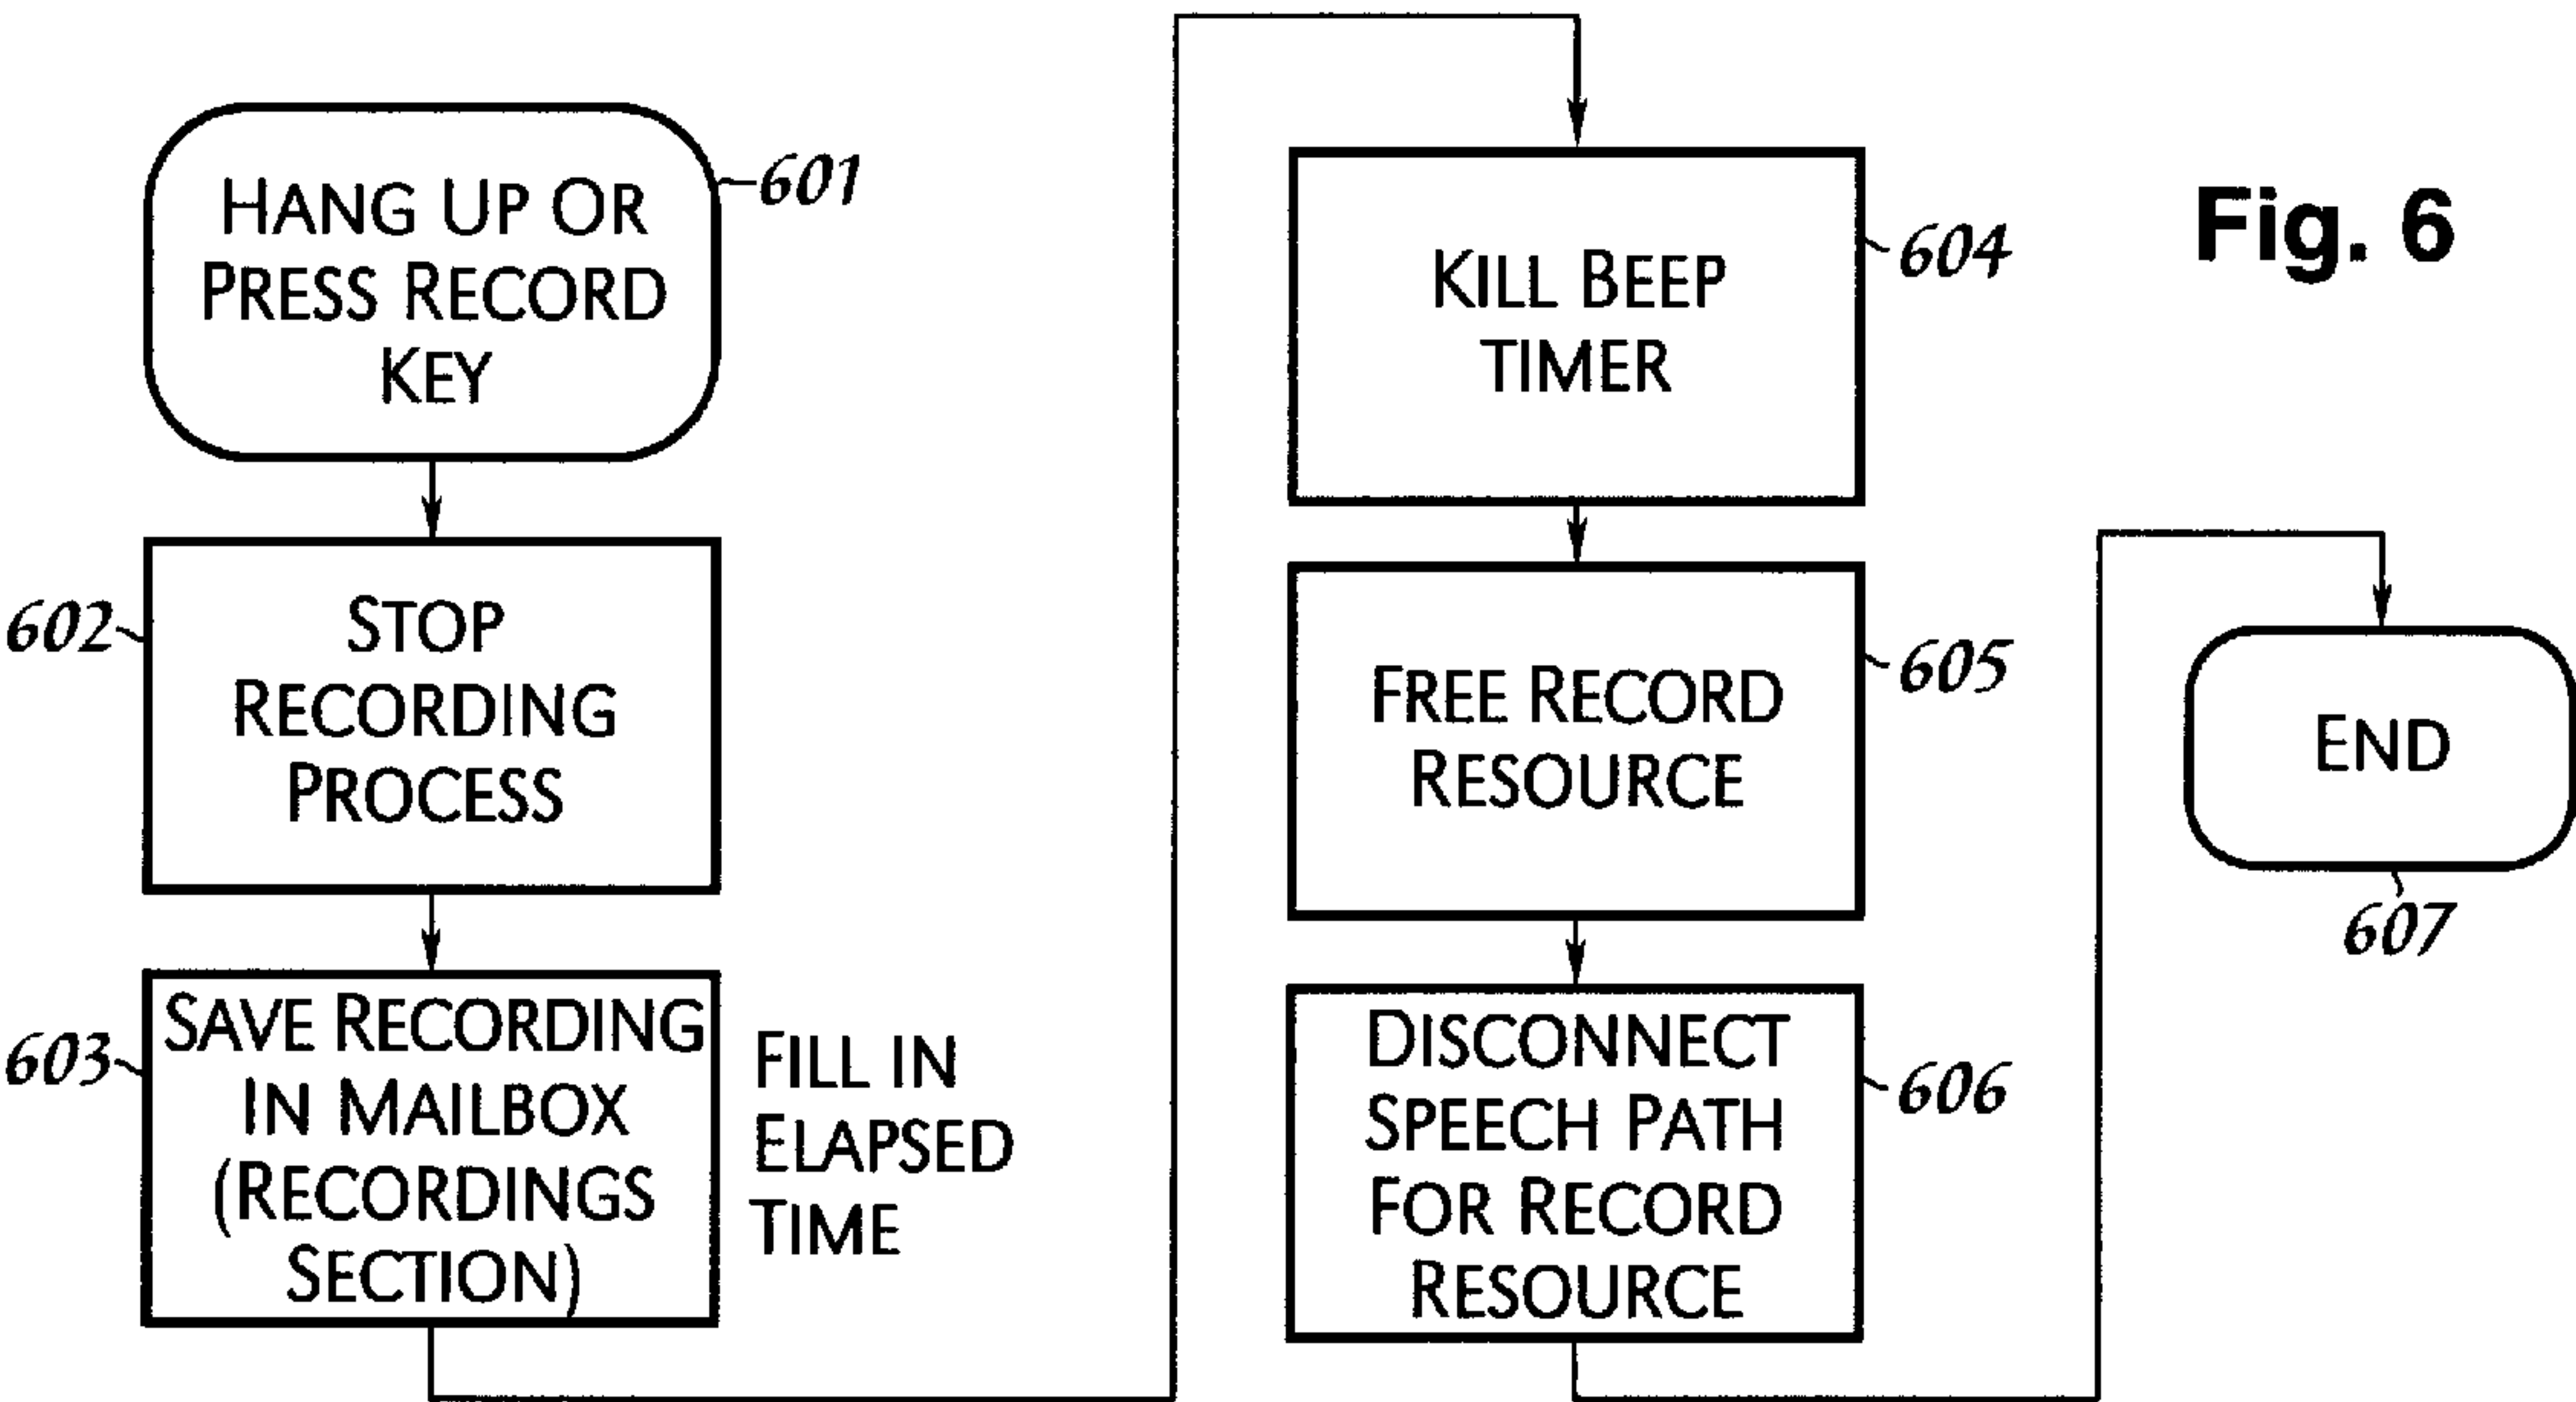 HANG UP OR
PRESS RECORD
KEY
601
602
STOP
RECORDING
PROCESS
603
SAVE RECORDING
IN MAILBOX
(RECORDINGS
SECTION)
FILL IN
ELAPSED
TIME
KILL BEEP
TIMER
604
FREE RECORD
RESOURCE
605
DISCONNECT
SPEECH PATH
FOR RECORD
RESOURCE
606
Fig. 6
END
607